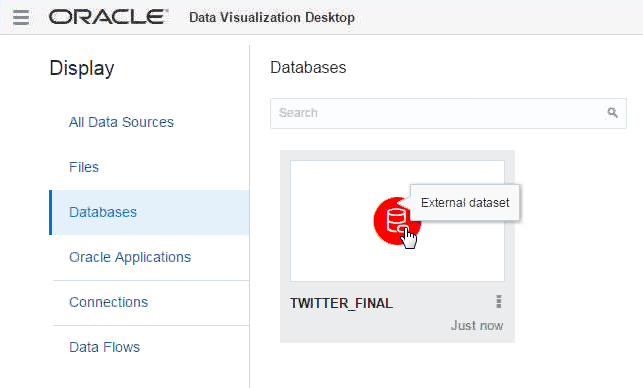 ORACLE® Data Visualization Desktop
Display
All Data Sources
Files
Databases
Oracle Applications
Connections
Data Flows
Databases
Search
External dataset
TWITTER_FINAL
Just now